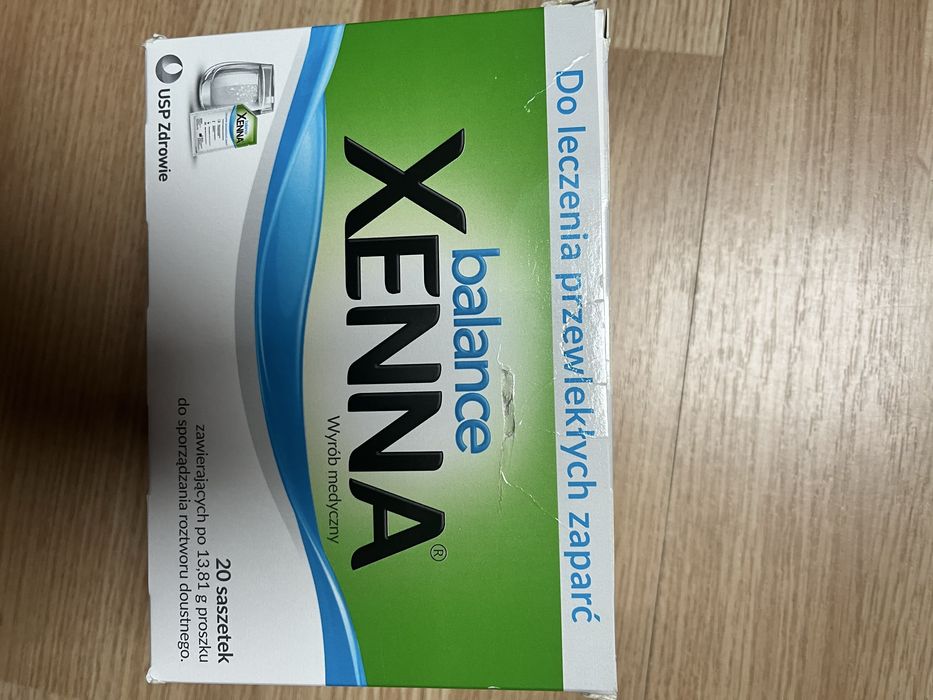 Do leczenia przewlekłych zaparć
balance
XENNA®
Wyrób medyczny
XENNA
USP Zdrowie
20 saszetek
zawierających po 13,81 g proszku
do sporządzania roztworu doustnego.